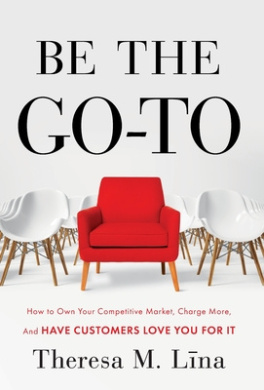 BE THE
GO-TO
How to Own Your Competitive Market, Charge More,
And HAVE CUSTOMERS LOVE YOU FOR IT
Theresa M. Līna